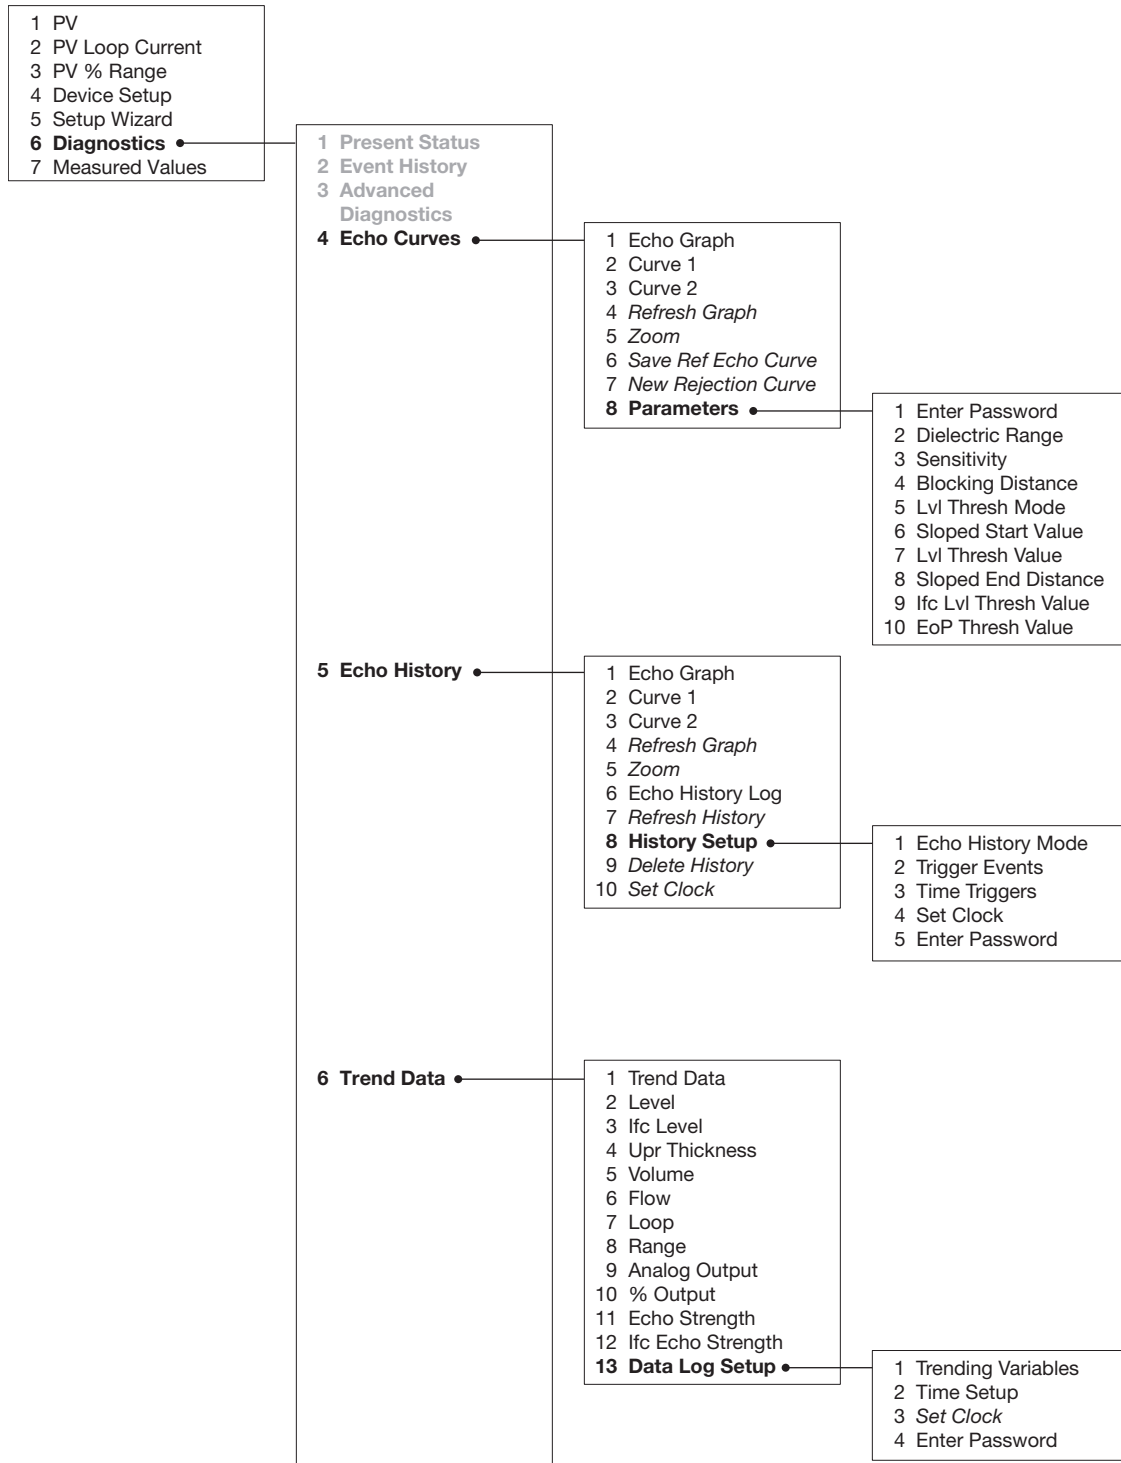 1 PV
2 PV Loop Current
3 PV % Range
4 Device Setup
5 Setup Wizard
6 Diagnostics
7 Measured Values
1 Present Status
2 Event History
3 Advanced
Diagnostics
4 Echo Curves
1 Echo Graph
2 Curve 1
3 Curve 2
4 Refresh Graph
5 Zoom
6 Save Ref Echo Curve
7 New Rejection Curve
8 Parameters
1 Enter Password
2 Dielectric Range
3 Sensitivity
4 Blocking Distance
5 Lvl Thresh Mode
6 Sloped Start Value
7 Lvl Thresh Value
8 Sloped End Distance
9 Ifc Lvl Thresh Value
10 EoP Thresh Value
5 Echo History
1 Echo Graph
2 Curve 1
3 Curve 2
4 Refresh Graph
5 Zoom
6 Echo History Log
7 Refresh History
8 History Setup
9 Delete History
10 Set Clock
1 Echo History Mode
2 Trigger Events
3 Time Triggers
4 Set Clock
5 Enter Password
6 Trend Data
1 Trend Data
2 Level
3 Ifc Level
4 Upr Thickness
5 Volume
6 Flow
7 Loop
8 Range
9 Analog Output
10 % Output
11 Echo Strength
12 Ifc Echo Strength
13 Data Log Setup
1 Trending Variables
2 Time Setup
3 Set Clock
4 Enter Password